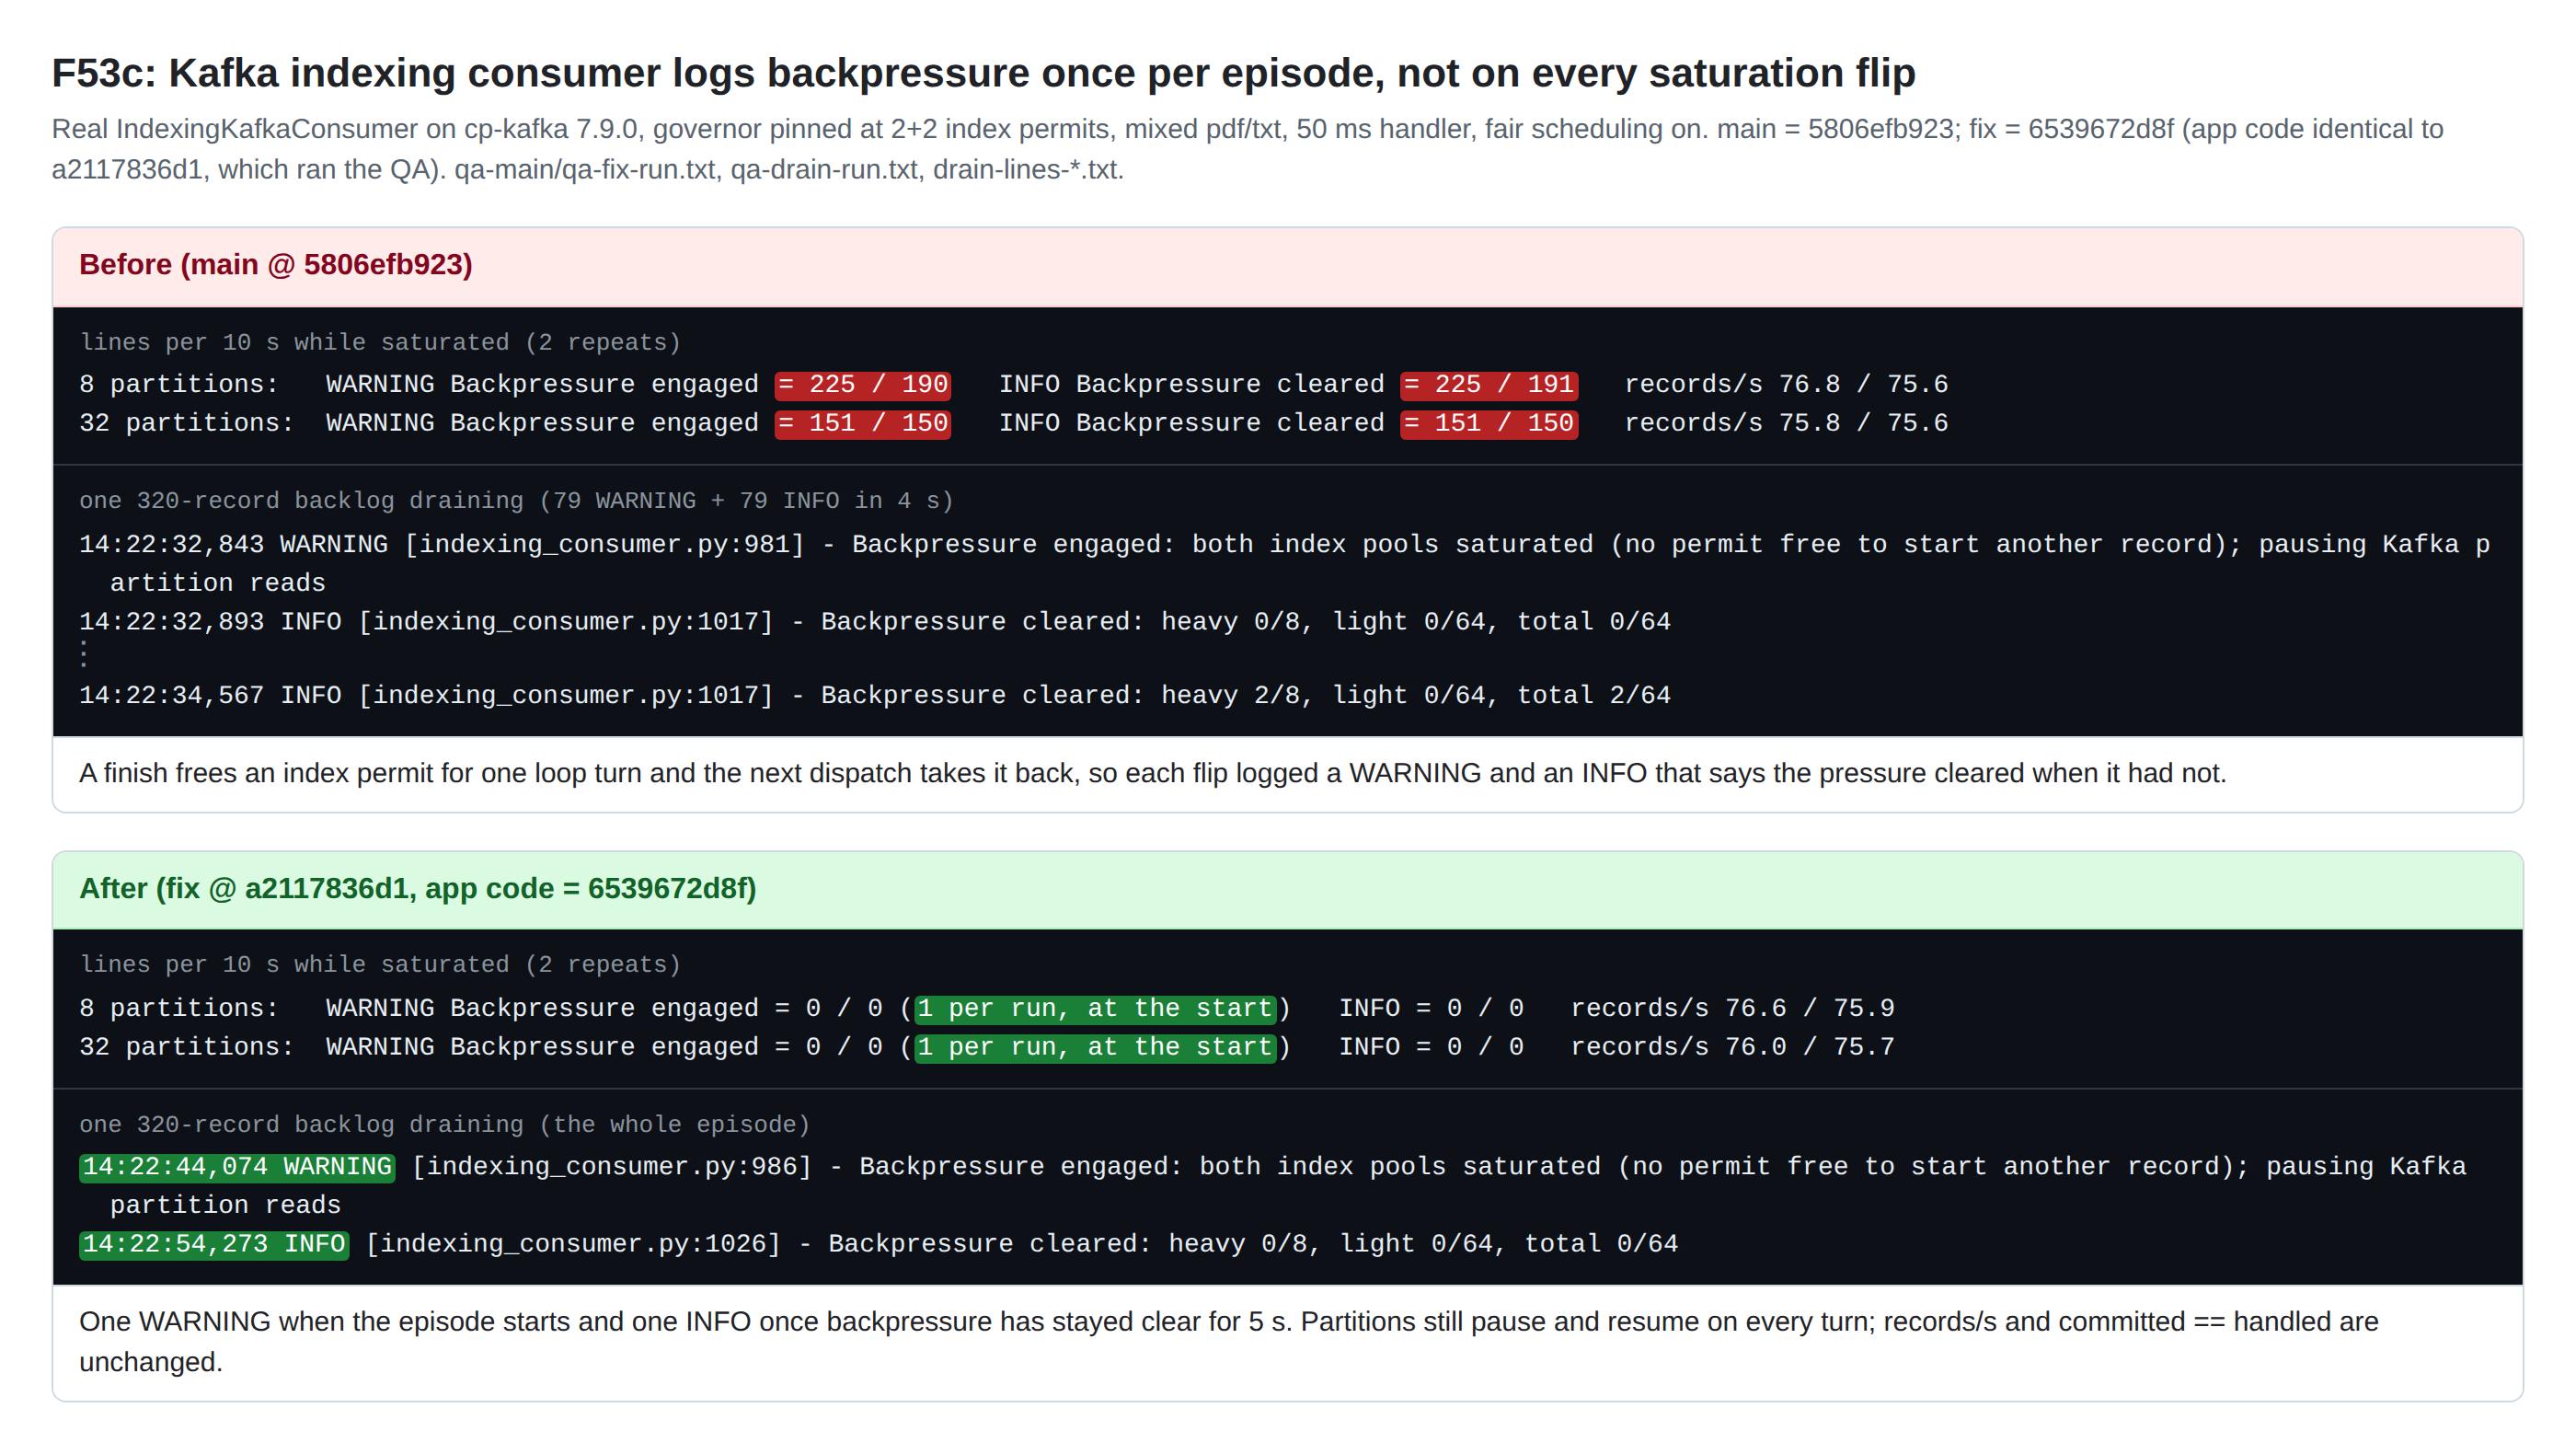 F53c: Kafka indexing consumer logs backpressure once per episode, not on every saturation flip
Real IndexingKafkaConsumer on cp-kafka 7.9.0, governor pinned at 2+2 index permits, mixed pdf/txt, 50 ms handler, fair scheduling on. main = 5806efb923; fix = 6539672d8f (app code identical to
a2117836d1, which ran the QA). qa-main/qa-fix-run.txt, qa-drain-run.txt, drain-lines-*.txt.
Before (main @ 5806efb923)
lines per 10 s while saturated (2 repeats)
8 partitions:   WARNING Backpressure engaged = 225 / 190   INFO Backpressure cleared = 225 / 191   records/s 76.8 / 75.6
32 partitions:  WARNING Backpressure engaged = 151 / 150   INFO Backpressure cleared = 151 / 150   records/s 75.8 / 75.6
one 320-record backlog draining (79 WARNING + 79 INFO in 4 s)
14:22:32,843 WARNING [indexing_consumer.py:981] - Backpressure engaged: both index pools saturated (no permit free to start another record); pausing Kafka p
artition reads
14:22:32,893 INFO [indexing_consumer.py:1017] - Backpressure cleared: heavy 0/8, light 0/64, total 0/64
⋮
14:22:34,567 INFO [indexing_consumer.py:1017] - Backpressure cleared: heavy 2/8, light 0/64, total 2/64
A finish frees an index permit for one loop turn and the next dispatch takes it back, so each flip logged a WARNING and an INFO that says the pressure cleared when it had not.
After (fix @ a2117836d1, app code = 6539672d8f)
lines per 10 s while saturated (2 repeats)
8 partitions:   WARNING Backpressure engaged = 0 / 0 (1 per run, at the start)   INFO = 0 / 0   records/s 76.6 / 75.9
32 partitions:  WARNING Backpressure engaged = 0 / 0 (1 per run, at the start)   INFO = 0 / 0   records/s 76.0 / 75.7
one 320-record backlog draining (the whole episode)
14:22:44,074 WARNING [indexing_consumer.py:986] - Backpressure engaged: both index pools saturated (no permit free to start another record); pausing Kafka
partition reads
14:22:54,273 INFO [indexing_consumer.py:1026] - Backpressure cleared: heavy 0/8, light 0/64, total 0/64
One WARNING when the episode starts and one INFO once backpressure has stayed clear for 5 s. Partitions still pause and resume on every turn; records/s and committed == handled are
unchanged.